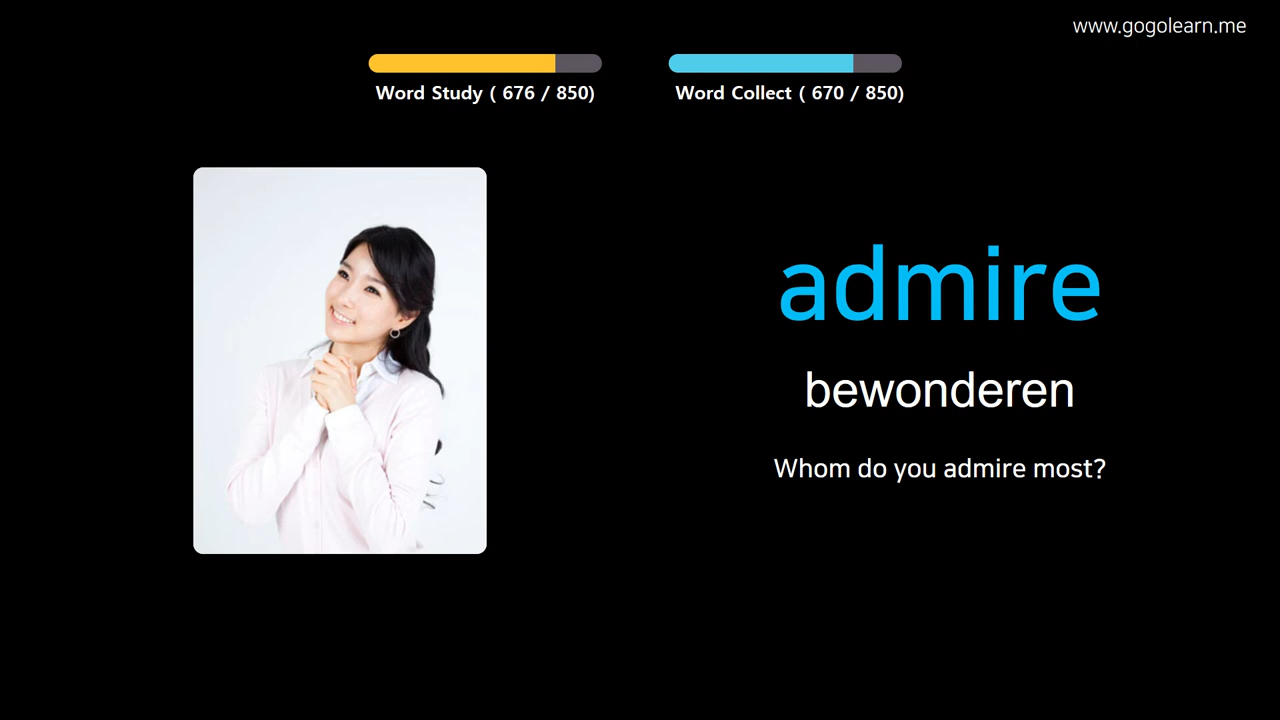 www.gogolearn.me
Word Study ( 676 / 850)
Word Collect ( 670 / 850)
admire
bewonderen
Whom do you admire most?